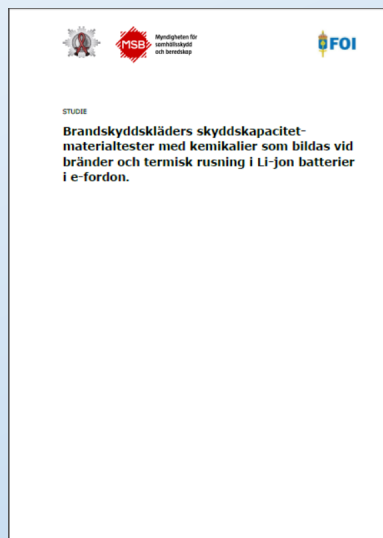 MSB
Myndigheten för
samhällsskydd
och beredskap
FOI
STUDIE
Brandskyddskläders skyddskapacitet-
materialtester med kemikalier som bildas vid
bränder och termisk rusning i Li-jon batterier
i e-fordon.